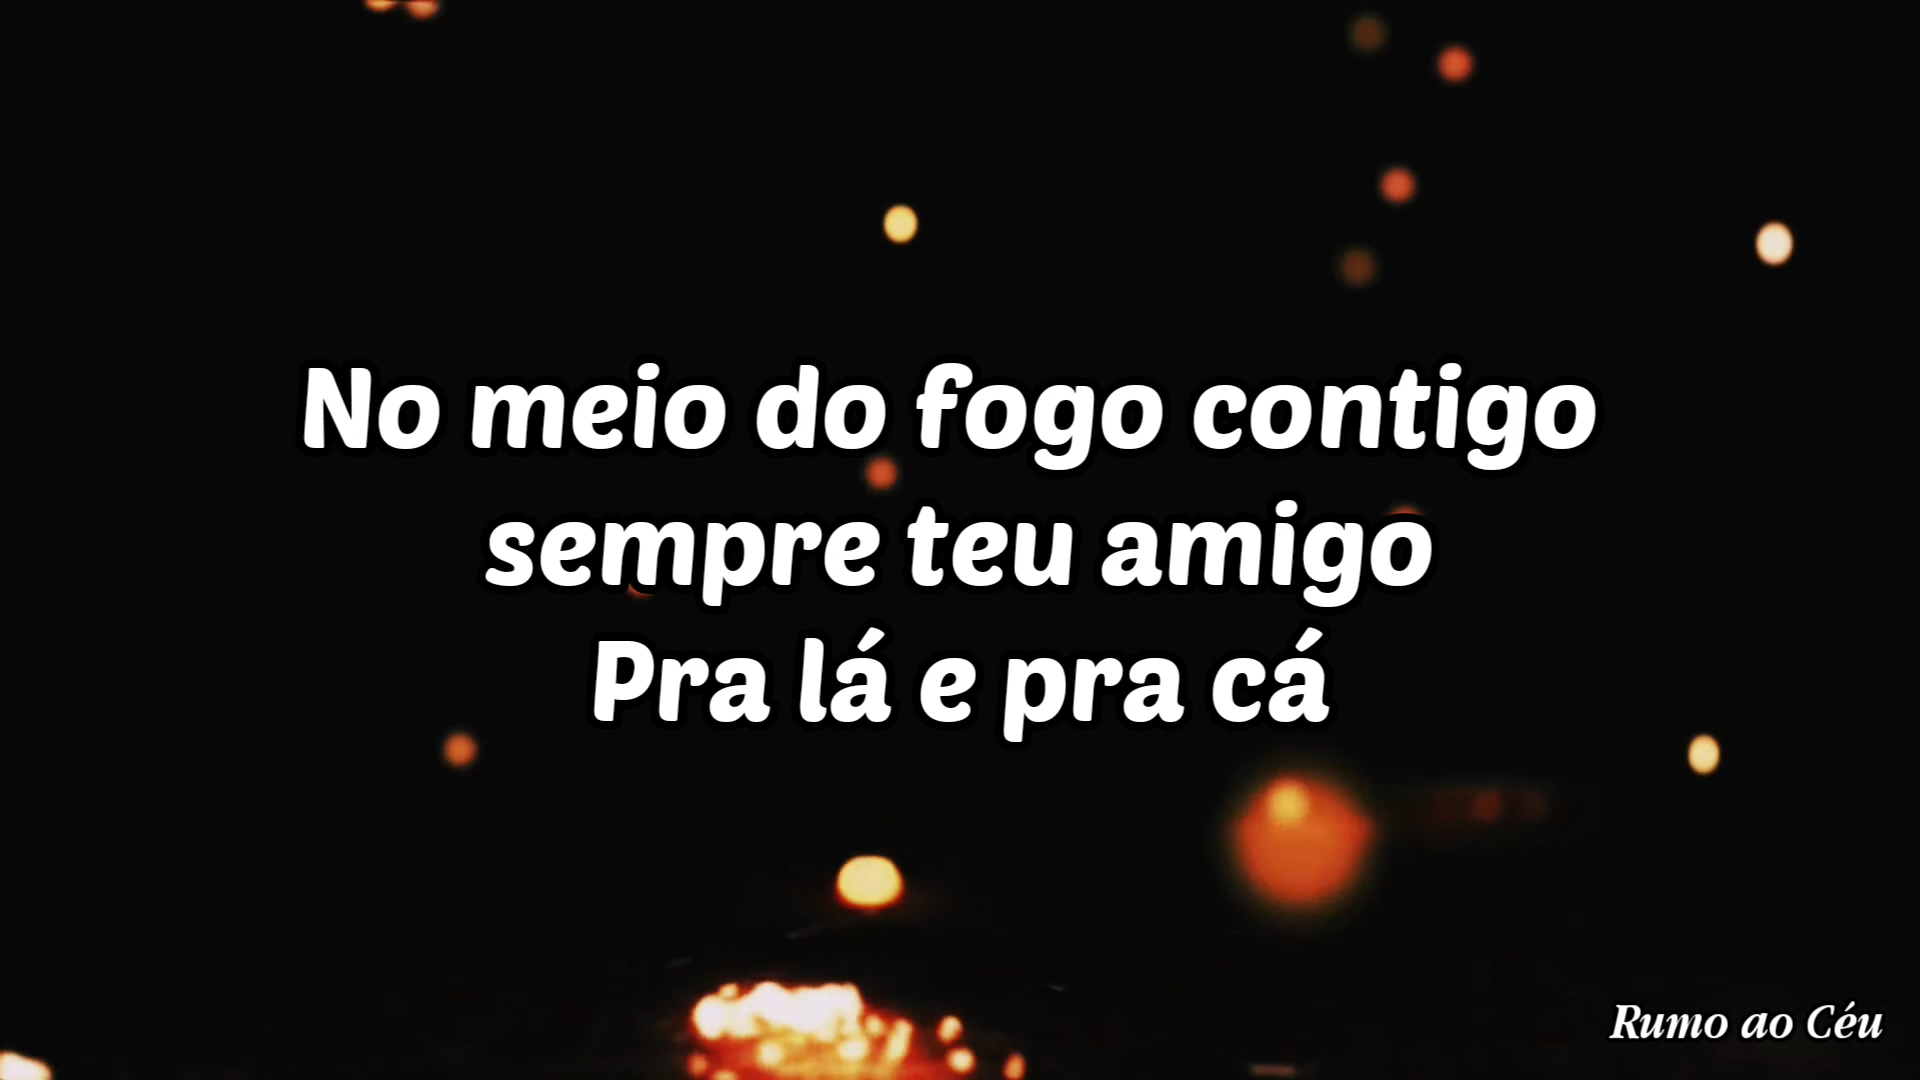 No meio do fogo contigo
sempre teu amigo
Pra lá e pra cá
Rumo ao Céu